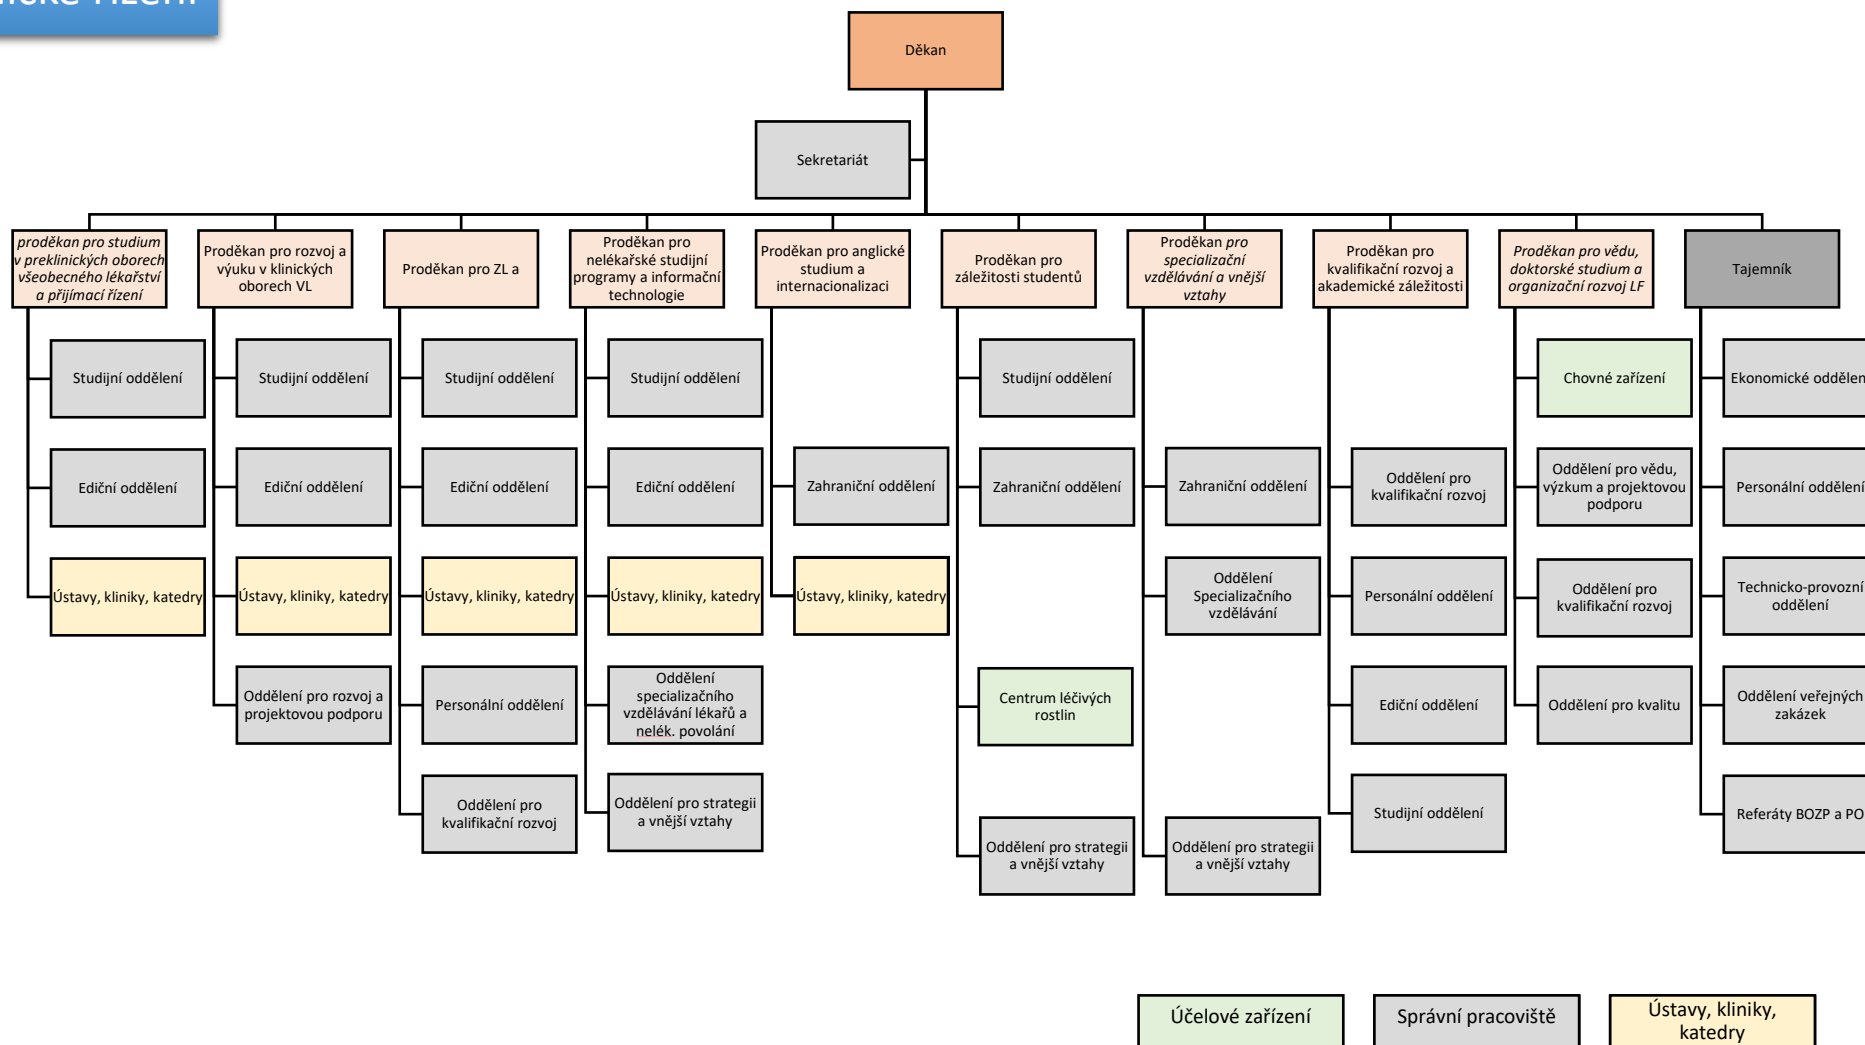 Děkan
Sekretariát
proděkan pro studium
v preklinických oborech
všeobecného lékařství
a přijímací řízení
Proděkan pro rozvoj a
výuku v klinických
oborech VL
Proděkan pro ZL a
Proděkan pro
nelékařské studijní
programy a informační
technologie
Proděkan pro anglické
studium a
internacionalizaci
Proděkan pro
záležitosti studentů
Proděkan pro
specializační
vzdělávání a vnější
vztahy
Proděkan pro
kvalifikační rozvoj a
akademické záležitosti
Proděkan pro vědu,
doktorské studium a
organizační rozvoj LF
Tajemník
Studijní oddělení
Studijní oddělení
Studijní oddělení
Studijní oddělení
Studijní oddělení
Chovné zařízení
Ekonomické oddělen
Ediční oddělení
Ediční oddělení
Ediční oddělení
Ediční oddělení
Zahraniční oddělení
Zahraniční oddělení
Zahraniční oddělení
Oddělení pro
kvalifikační rozvoj
Oddělení pro vědu,
výzkum a projektovou
podporu
Personální oddělení
Ústavy, kliniky, katedry
Ústavy, kliniky, katedry
Ústavy, kliniky, katedry
Ústavy, kliniky, katedry
Ústavy, kliniky, katedry
Oddělení
Specializačního
vzdělávání
Personální oddělení
Oddělení pro
kvalifikační rozvoj
Technicko-provozní
oddělení
Oddělení pro rozvoj a
projektovou podporu
Personální oddělení
Oddělení
specializačního
vzdělávání lékařů a
nelék. povolání
Centrum léčivých
rostlin
Ediční oddělení
Oddělení pro kvalitu
Oddělení veřejných
zakázek
Oddělení pro
kvalifikační rozvoj
Oddělení pro strategii
a vnější vztahy
Oddělení pro strategii
a vnější vztahy
Oddělení pro strategii
a vnější vztahy
Studijní oddělení
Referáty BOZP a PO
Účelové zařízení
Správní pracoviště
Ústavy, kliniky,
katedry